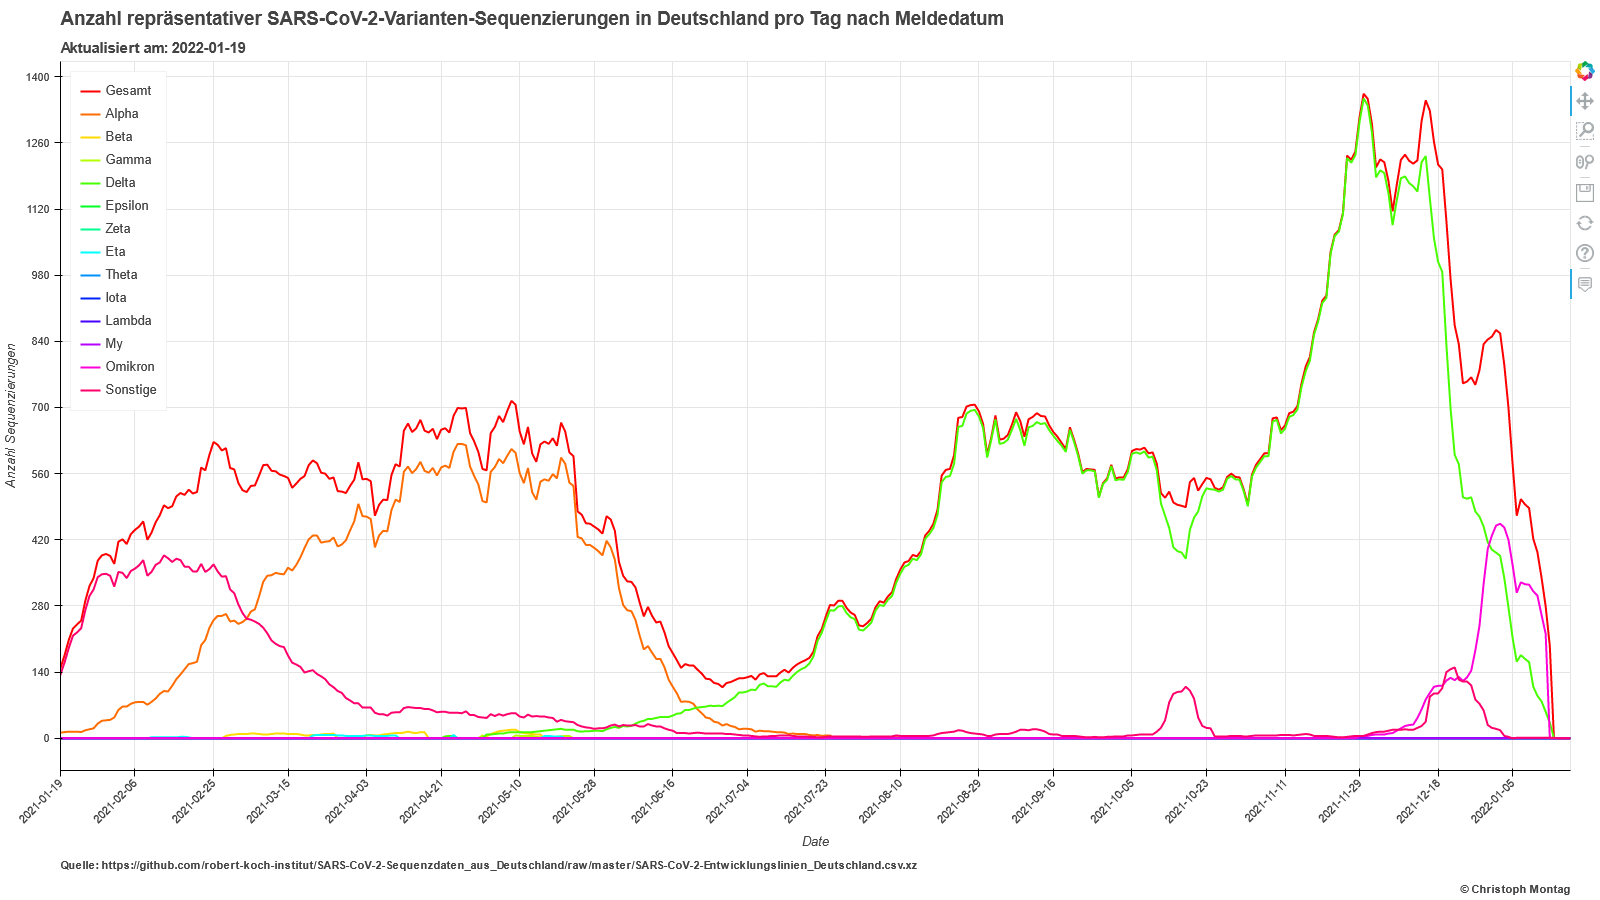 Anzahl repräsentativer SARS-CoV-2-Varianten-Sequenzierungen in Deutschland pro Tag nach Meldedatum
Aktualisiert am: 2022-01-19
1400
1260
1120
980
840
700
560
420
280
140
0
Anzahl Sequenzierungen
Gesamt
Alpha
Beta
Gamma
Delta
Epsilon
Zeta
Eta
Theta
Iota
Lambda
My
Omikron
Sonstige
2021-01-19
2021-02-06
2021-02-25
2021-03-15
2021-04-03
2021-04-21
2021-05-10
2021-05-28
2021-06-16
2021-07-04
2021-07-23
2021-08-10
2021-08-29
2021-09-16
2021-10-05
2021-10-23
2021-11-11
2021-11-29
2021-12-18
2022-01-05
Date
Quelle: https://github.com/robert-koch-institut/SARS-CoV-2-Sequenzdaten_aus_Deutschland/raw/master/SARS-CoV-2-Entwicklungslinien_Deutschland.csv.xz
© Christoph Montag